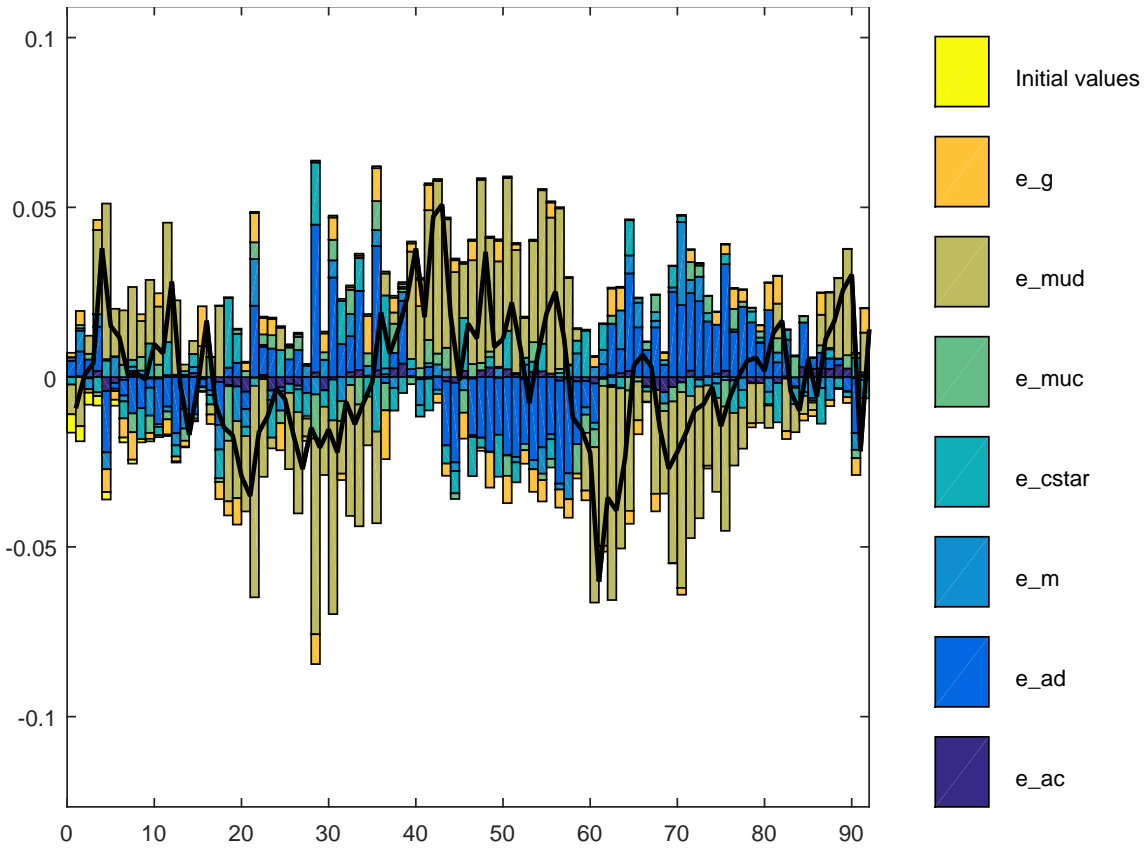 0.1
0.05
0
-0.05
-0.1
0 10 20 30 40 50 60 70 80 90
Initial values
e_g
e_mud
e_muc
e_cstar
e_m
e_ad
e_ac